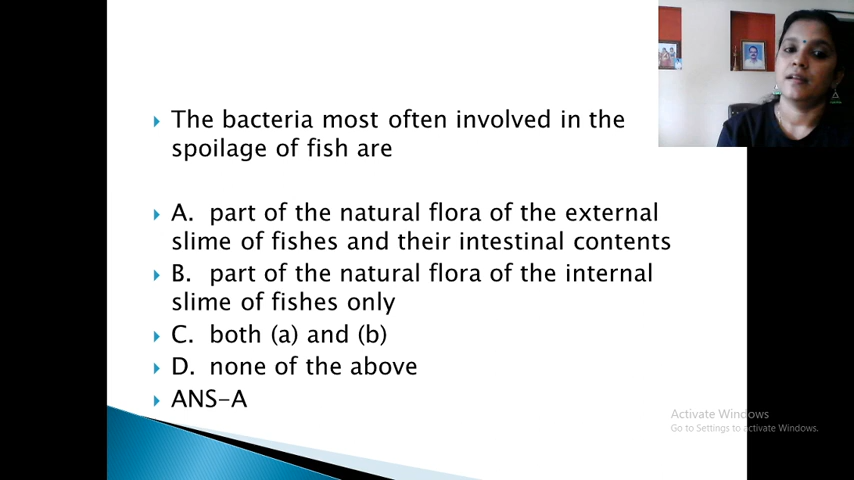 The bacteria most often involved in the
spoilage of fish are
A. part of the natural flora of the external
slime of fishes and their intestinal contents
B. part of the natural flora of the internal
slime of fishes only
C. both (a) and (b)
D. none of the above
ANS-A
Activate Windows
Go to Settings to activate Windows.